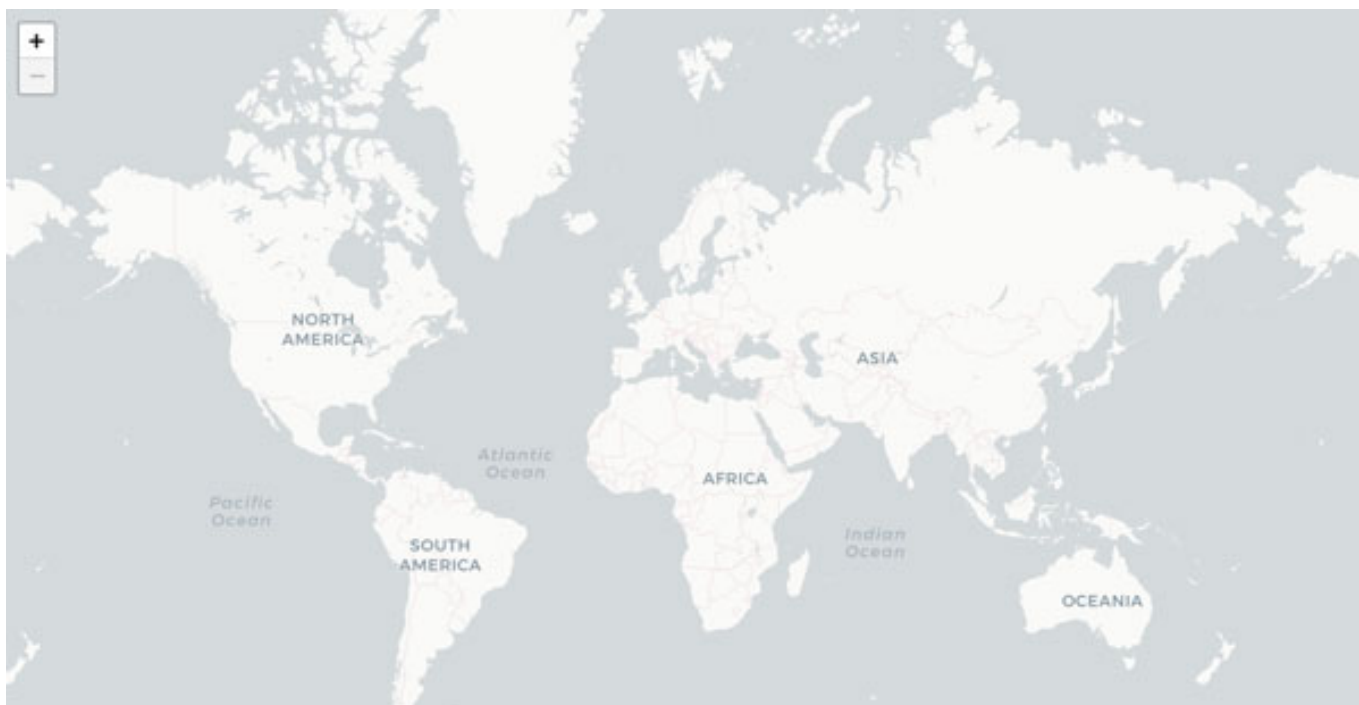 +
−
NORTH
AMERICA
ASIA
Atlantic
Ocean
AFRICA
Pacific
Ocean
Indian
Ocean
SOUTH
AMERICA
OCEANIA